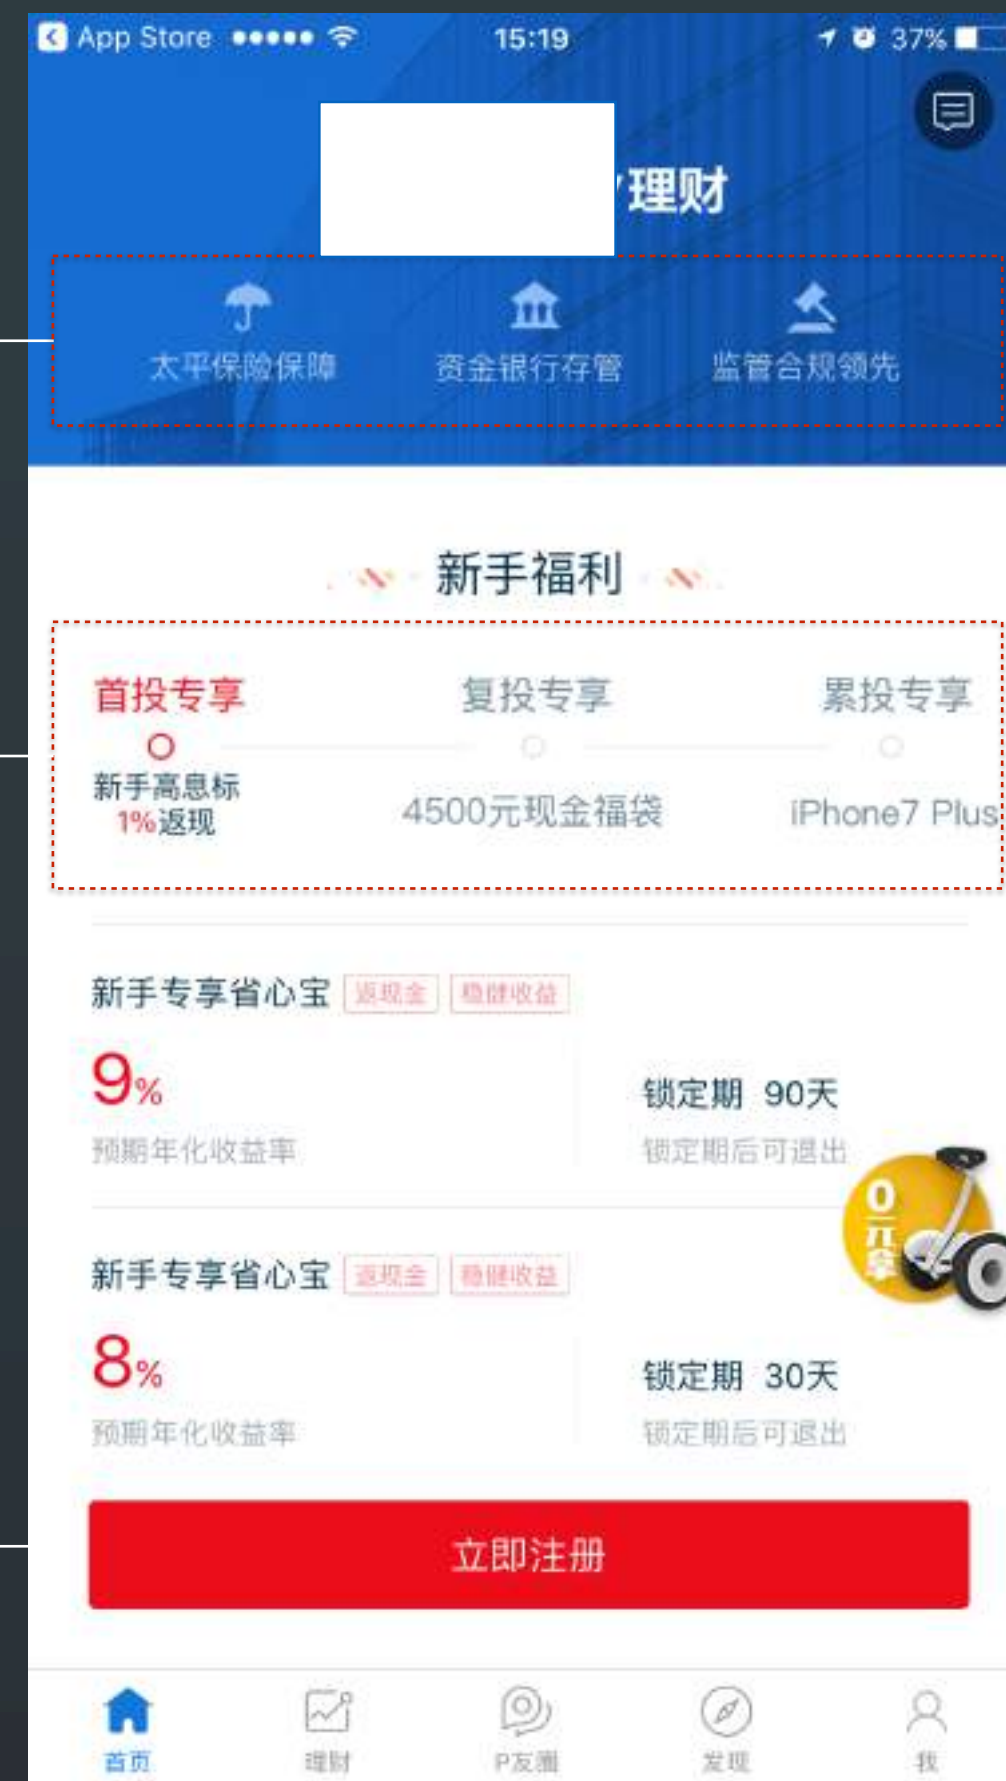 App Store
15:19
37%
理财
太平保险保障
资金银行存管
监管合规领先
新手福利
首投专享
复投专享
累投专享
新手高息标
1%返现
4500元现金福袋
iPhone7 Plus
新手专享省心宝 返现金 稳健收益
9%
预期年化收益率
锁定期 90天
锁定期后可退出
0元拿
新手专享省心宝 返现金 稳健收益
8%
预期年化收益率
锁定期 30天
锁定期后可退出
立即注册
首页
理财
P友圈
发现
我